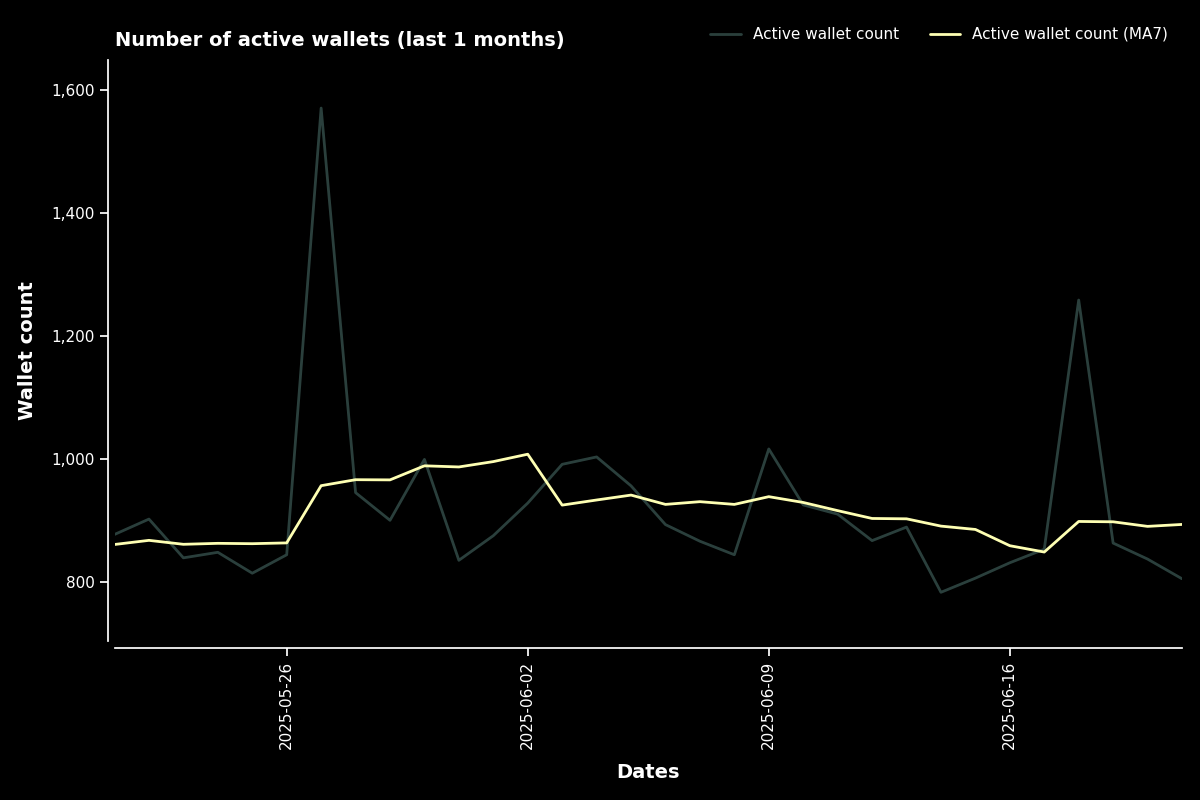 Number of active wallets (last 1 months)
Active wallet count
Active wallet count (MA7)
1,600
1,400
1,200
1,000
800
Wallet count
2025-05-26
2025-06-02
2025-06-09
2025-06-16
Dates